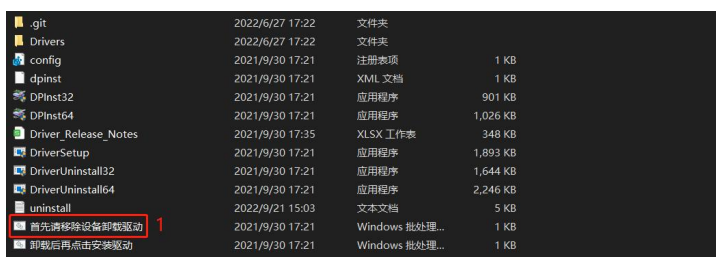 .git 2022/6/27 17:22 文件夹
Drivers 2022/6/27 17:22 文件夹
config 2021/9/30 17:21 注册表项 1 KB
dpinst 2021/9/30 17:21 XML 文档 1 KB
DPInst32 2021/9/30 17:21 应用程序 901 KB
DPInst64 2021/9/30 17:21 应用程序 1,026 KB
Driver_Release_Notes 2021/9/30 17:35 XLSX 工作表 348 KB
DriverSetup 2021/9/30 17:21 应用程序 1,893 KB
DriverUninstall32 2021/9/30 17:21 应用程序 1,644 KB
DriverUninstall64 2021/9/30 17:21 应用程序 2,246 KB
uninstall 2022/9/21 15:03 文本文档 5 KB
首先请移除设备卸载驱动 1 2021/9/30 17:21 Windows 批处理... 1 KB
卸载后再点击安装驱动 2021/9/30 17:21 Windows 批处理... 1 KB